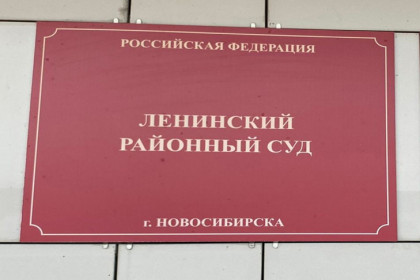 РОССИЙСКАЯ ФЕДЕРАЦИЯ
ЛЕНИНСКИЙ
РАЙОННЫЙ СУД
г. НОВОСИБИРСКА